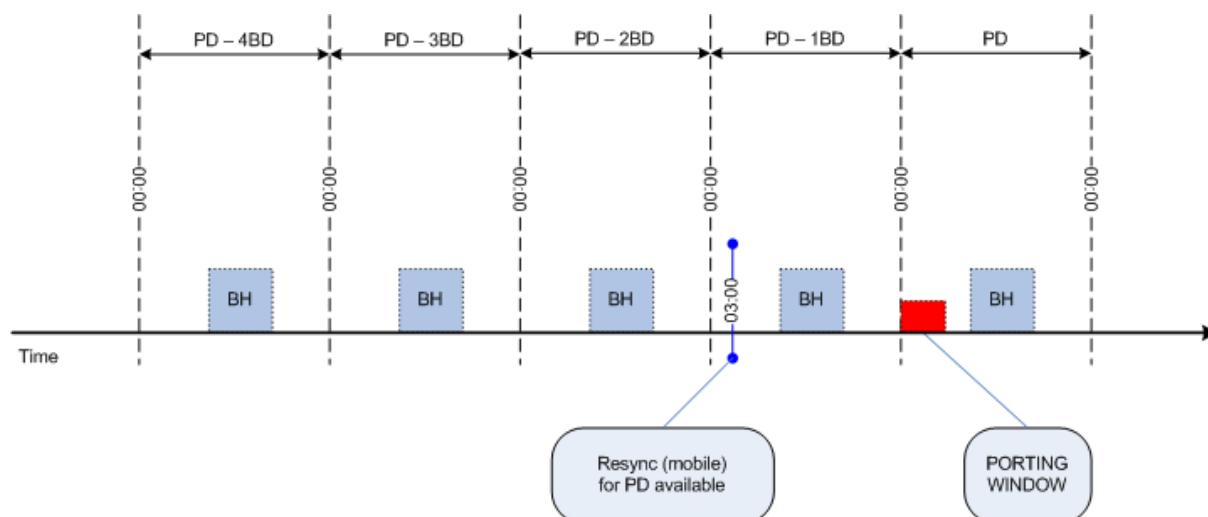 PD – 4BD
PD – 3BD
PD – 2BD
PD – 1BD
PD
00:00
00:00
00:00
00:00
00:00
00:00
BH
BH
BH
03:00
BH
BH
Time
Resync (mobile)
for PD available
PORTING
WINDOW